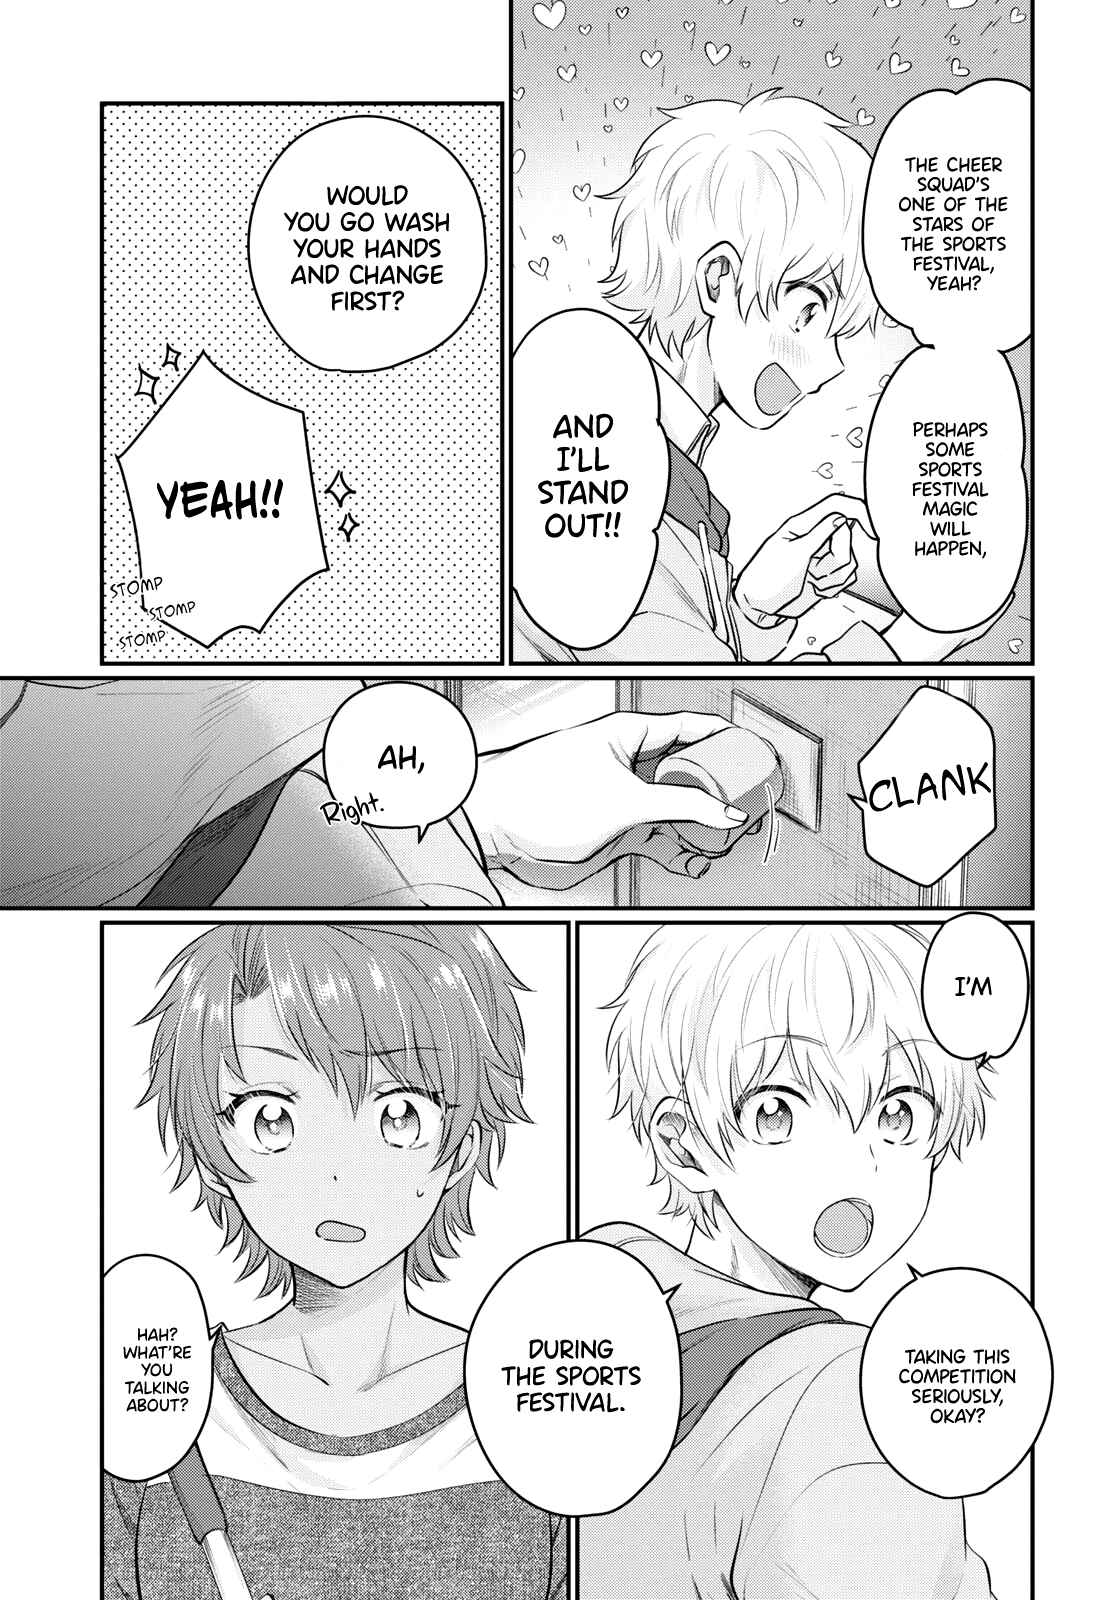 THE CHEER
SQUAD'S
ONE OF THE
STARS OF
THE SPORTS
FESTIVAL,
YEAH?
PERHAPS
SOME
SPORTS
FESTIVAL
MAGIC
WILL
HAPPEN,
AND
I'LL
STAND
OUT!!
WOULD
YOU GO WASH
YOUR HANDS
AND CHANGE
FIRST?
YEAH!!
STOMP
STOMP
STOMP
CLANK
AH,
Right.
I'M
TAKING THIS
COMPETITION
SERIOUSLY,
OKAY?
DURING
THE SPORTS
FESTIVAL.
HAH?
WHAT'RE
YOU
TALKING
ABOUT?